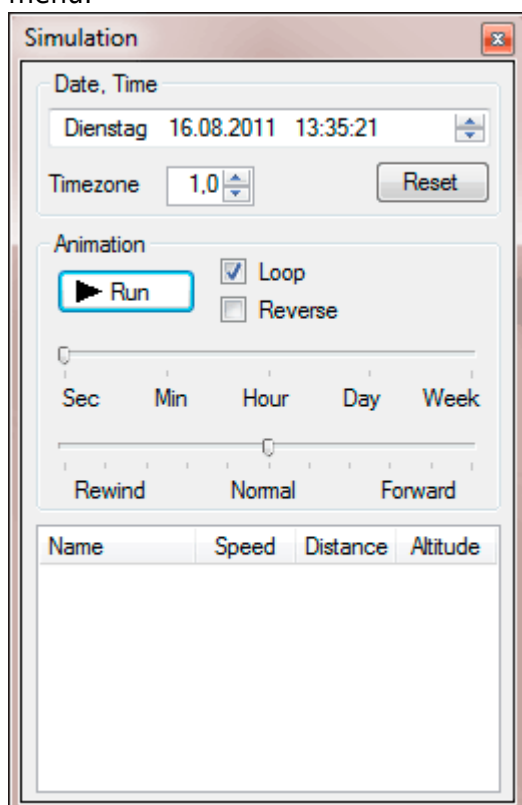 menu.
Simulation
Date, Time
Dienstag 16.08.2011 13:35:21
Timezone 1,0 Reset
Animation
Run
Loop
Reverse
Sec Min Hour Day Week
Rewind Normal Forward
Name Speed Distance Altitude